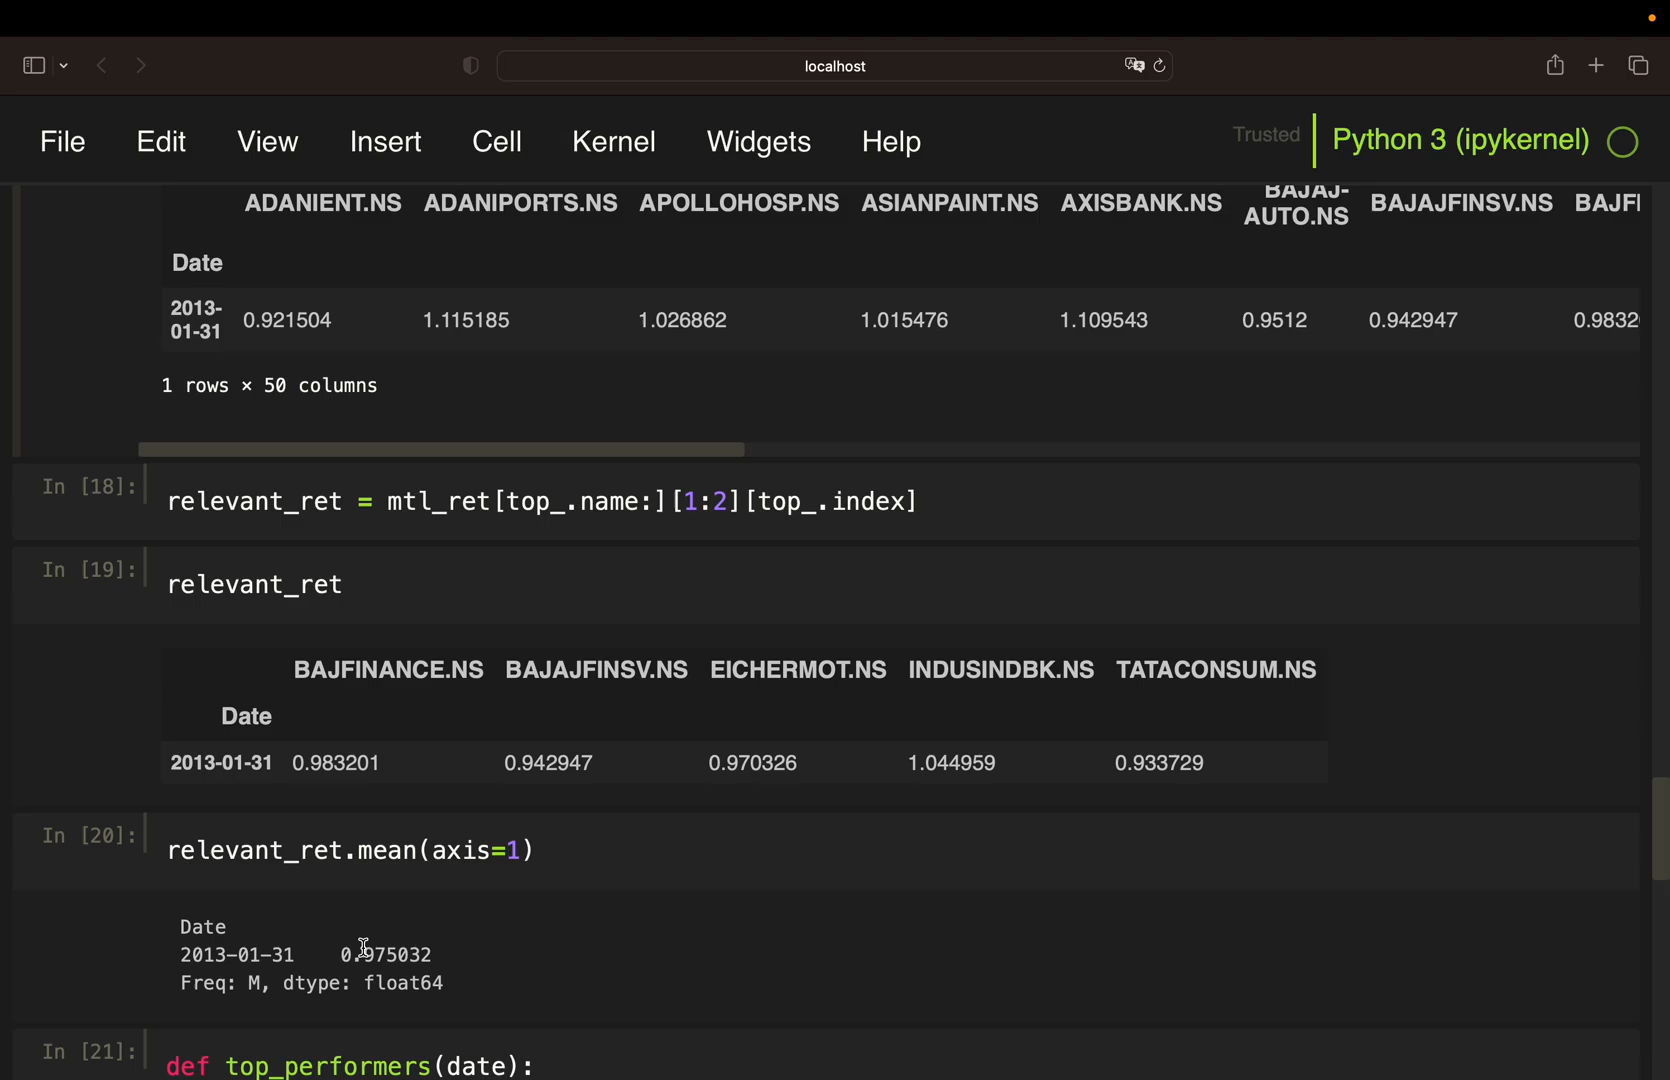 localhost
File Edit View Insert Cell Kernel Widgets Help Trusted Python 3 (ipykernel)
ADANIENT.NS ADANIPORTS.NS APOLLOHOSP.NS ASIANPAINT.NS AXISBANK.NS BAJAJ-AUTO.NS BAJAJFINSV.NS BAJFI
Date
2013-01-31 0.921504 1.115185 1.026862 1.015476 1.109543 0.9512 0.942947 0.9832
1 rows × 50 columns
In [18]: relevant_ret = mtl_ret[top_.name:][1:2][top_.index]
In [19]: relevant_ret
BAJFINANCE.NS BAJAJFINSV.NS EICHERMOT.NS INDUSINDBK.NS TATACONSUM.NS
Date
2013-01-31 0.983201 0.942947 0.970326 1.044959 0.933729
In [20]: relevant_ret.mean(axis=1)
Date
2013-01-31 0.975032
Freq: M, dtype: float64
In [21]: def top_performers(date):